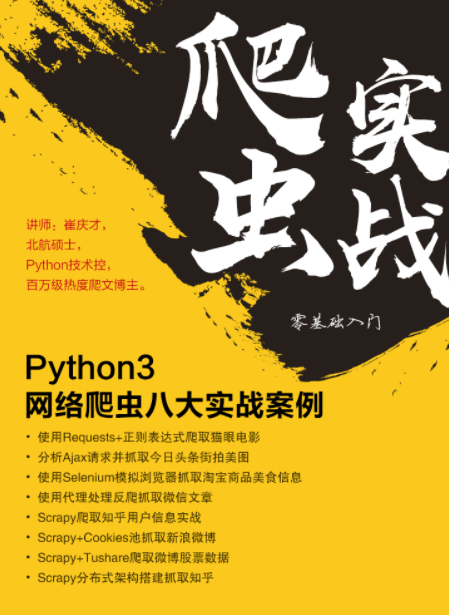 爬虫
实战
讲师：崔庆才，
北航硕士，
Python技术控，
百万级热度爬文博主。
零基础入门
Python3
网络爬虫八大实战案例
• 使用Requests+正则表达式爬取猫眼电影
• 分析Ajax请求并抓取今日头条街拍美图
• 使用Selenium模拟浏览器抓取淘宝商品美食信息
• 使用代理处理反爬抓取微信文章
• Scrapy爬取知乎用户信息实战
• Scrapy+Cookies池抓取新浪微博
• Scrapy+Tushare爬取微博股票数据
• Scrapy分布式架构搭建抓取知乎